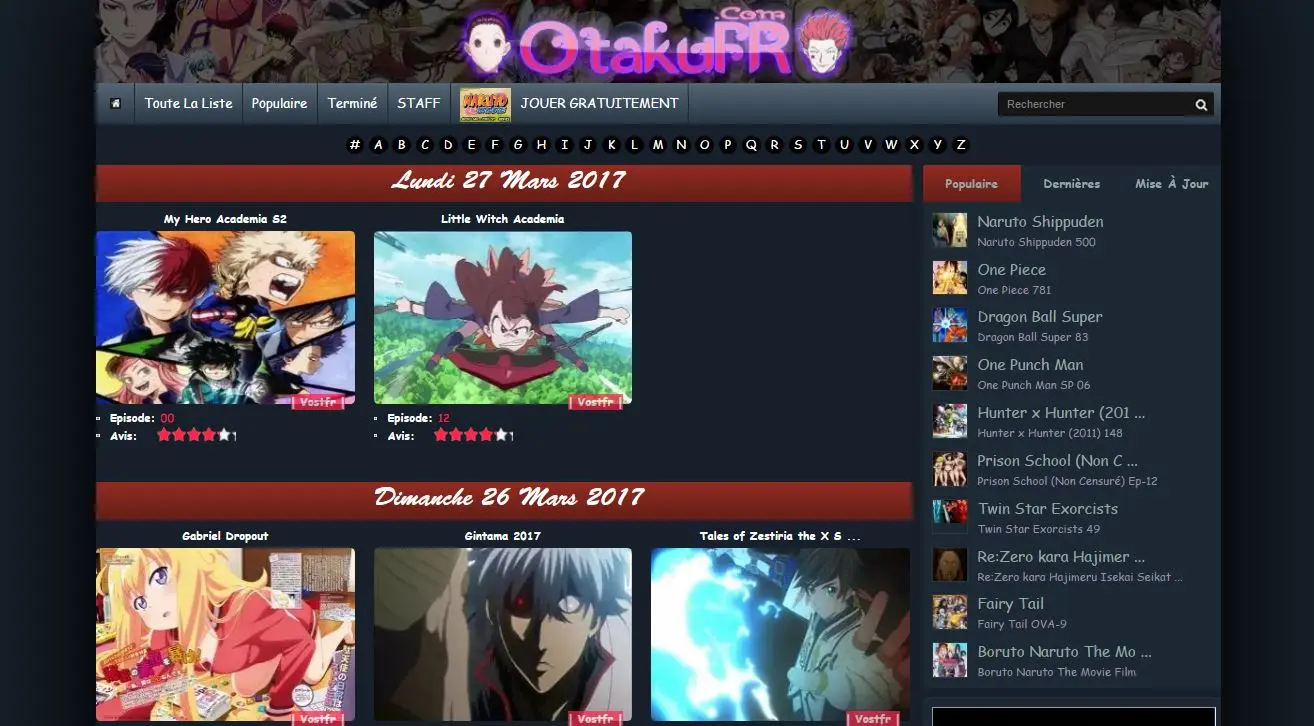 OtakuFR.Com
Toute La Liste Populaire Terminé STAFF NARUTO JOUER GRATUITEMENT Rechercher
# A B C D E F G H I J K L M N O P Q R S T U V W X Y Z
Lundi 27 Mars 2017
My Hero Academia S2 Little Witch Academia
Vostfr Vostfr
Episode: 00 Episode: 12
Avis: Avis:
Dimanche 26 Mars 2017
Gabriel Dropout Gintama 2017 Tales of Zestiria the X S ...
Vostfr Vostfr Vostfr
Populaire Dernières Mise À Jour
Naruto Shippuden
Naruto Shippuden 500
One Piece
One Piece 781
Dragon Ball Super
Dragon Ball Super 83
One Punch Man
One Punch Man SP 06
Hunter x Hunter (201 ...
Hunter x Hunter (2011) 148
Prison School (Non C ...
Prison School (Non Censuré) Ep-12
Twin Star Exorcists
Twin Star Exorcists 49
Re:Zero kara Hajimer ...
Re:Zero kara Hajimeru Isekai Seikat ...
Fairy Tail
Fairy Tail OVA-9
Boruto Naruto The Mo ...
Boruto Naruto The Movie Film